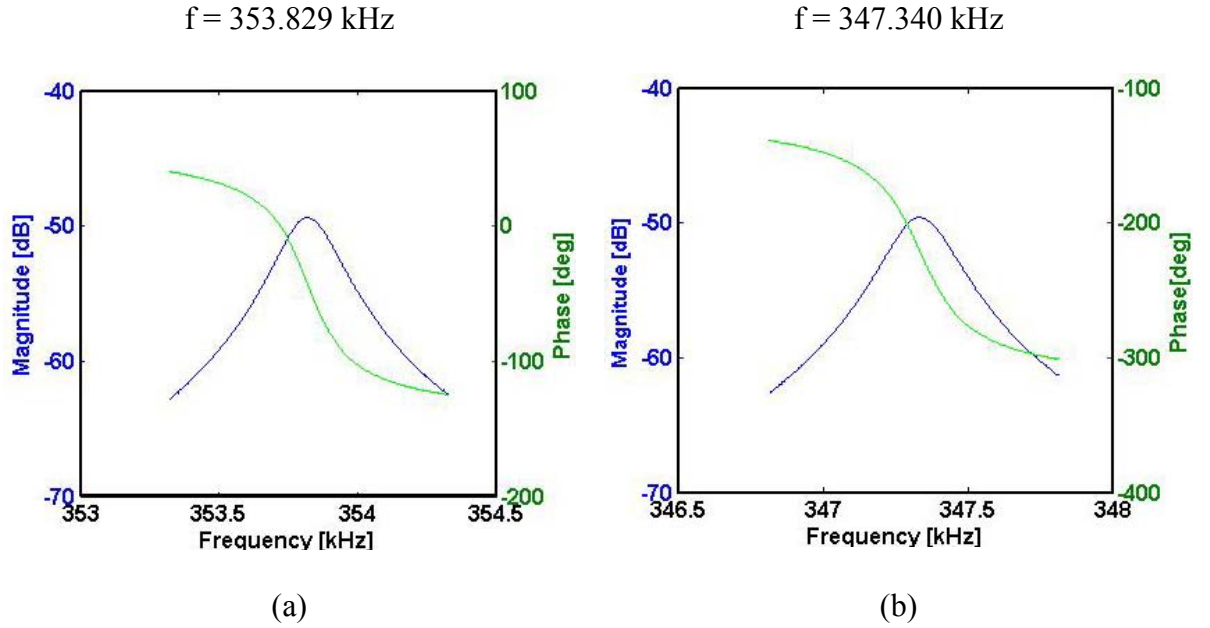 f = 353.829 kHz
f = 347.340 kHz
-40
-50
-60
-70
Magnitude [dB]
100
0
-100
-200
Phase [deg]
353
353.5
354
354.5
Frequency [kHz]
(a)
-40
-50
-60
-70
Magnitude [dB]
-100
-200
-300
-400
Phase[deg]
346.5
347
347.5
348
Frequency [kHz]
(b)